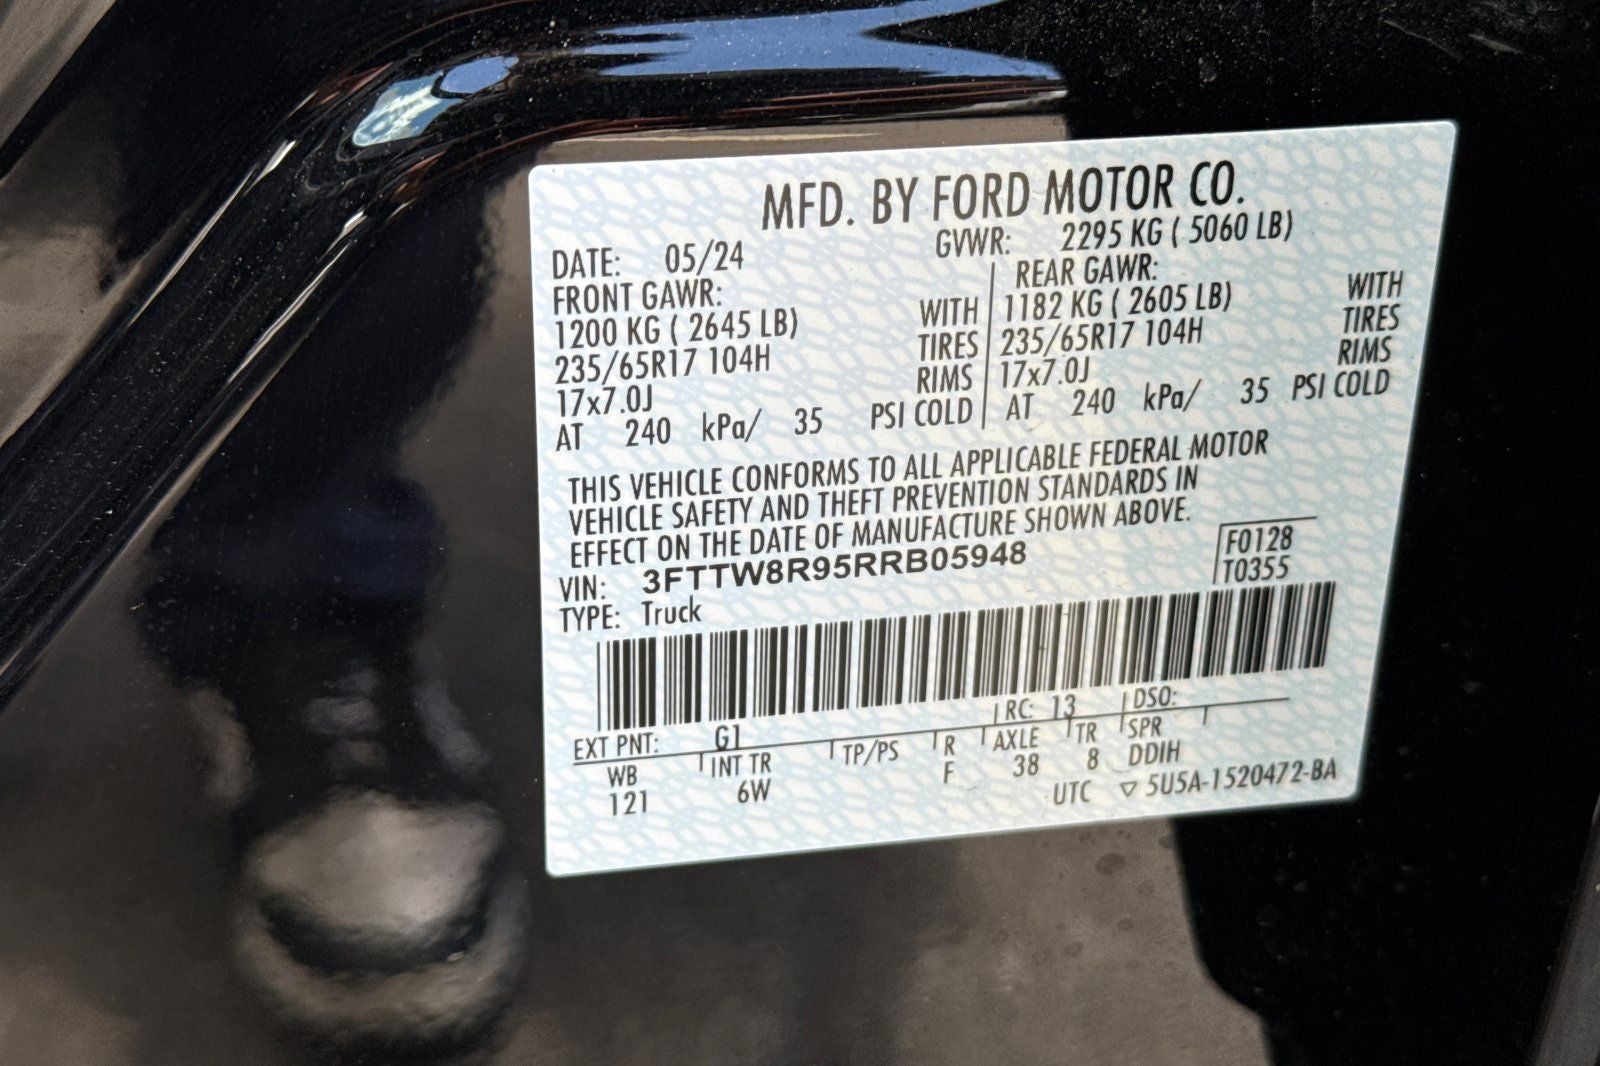 MFD. BY FORD MOTOR CO.
DATE: 05/24 GVWR: 2295 KG ( 5060 LB)
FRONT GAWR: REAR GAWR:
1200 KG ( 2645 LB) WITH 1182 KG ( 2605 LB) WITH
235/65R17 104H TIRES 235/65R17 104H TIRES
17x7.0J RIMS 17x7.0J RIMS
AT 240 kPa/ 35 PSI COLD AT 240 kPa/ 35 PSI COLD
THIS VEHICLE CONFORMS TO ALL APPLICABLE FEDERAL MOTOR
VEHICLE SAFETY AND THEFT PREVENTION STANDARDS IN
EFFECT ON THE DATE OF MANUFACTURE SHOWN ABOVE.
VIN: 3FTTW8R95RRB05948 F0128
TYPE: Truck T0355
EXT PNT: G1 RC: 13 DSO:
WB INT TR TP/PS R AXLE TR SPR
121 6W F 38 8 DDIH
UTC ▽ 5U5A-1520472-BA